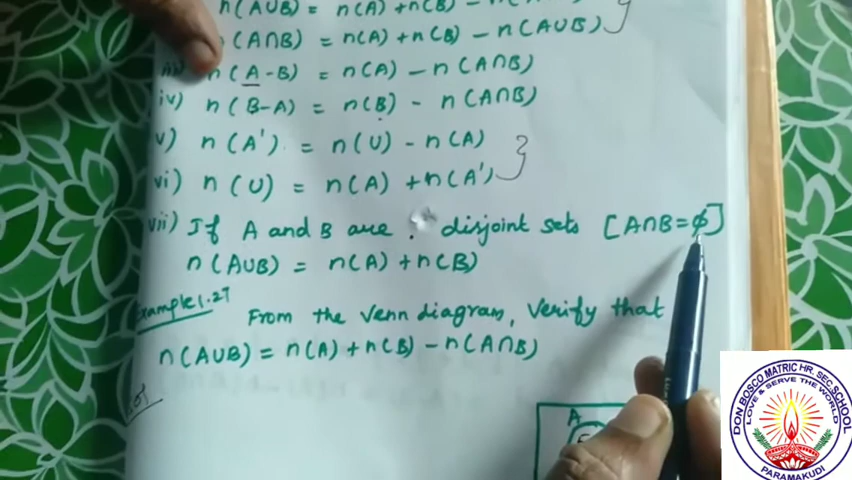 n(A∪B) = n(A) + n(B) -
n(A∩B) = n(A) + n(B) - n(A∪B)
n(A-B) = n(A) - n(A∩B)
iv) n(B-A) = n(B) - n(A∩B)
v) n(A') = n(U) - n(A)
vi) n(U) = n(A) + n(A')
vii) If A and B are disjoint sets [A∩B=φ]
n(A∪B) = n(A) + n(B)
Example 1.27
From the Venn diagram, Verify that
n(A∪B) = n(A) + n(B) - n(A∩B)
A
DON BOSCO MATRIC HR. SEC. SCHOOL
LOVE & SERVE THE WORLD
PARAMAKUDI